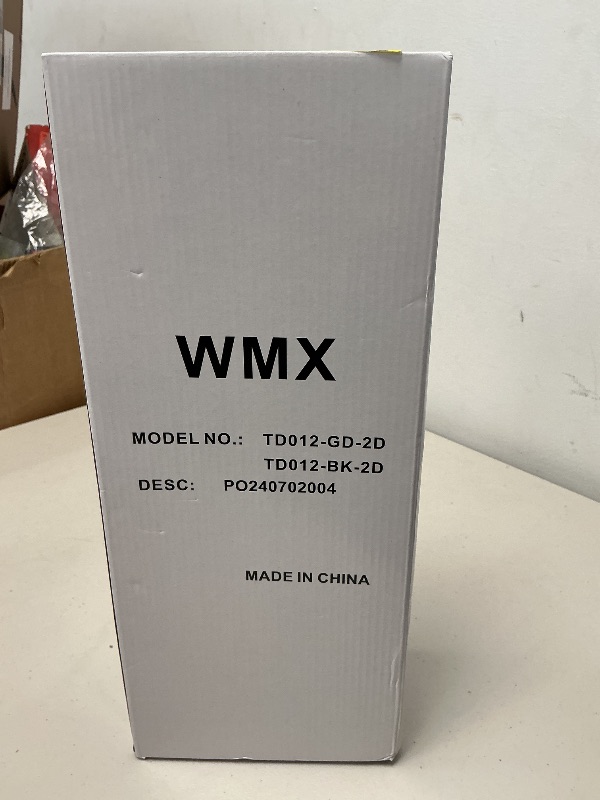 WMX
MODEL NO.: TD012-GD-2D
TD012-BK-2D
DESC: PO240702004
MADE IN CHINA